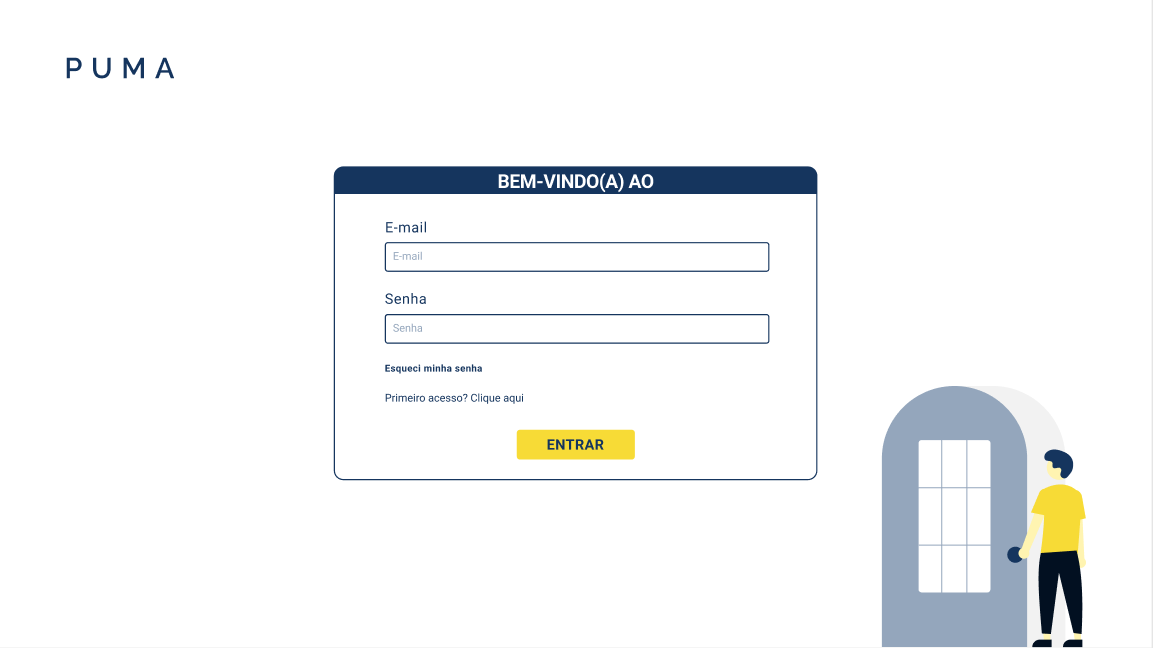 PUMA
BEM-VINDO(A) AO
E-mail
E-mail
Senha
Senha
Esqueci minha senha
Primeiro acesso? Clique aqui
ENTRAR